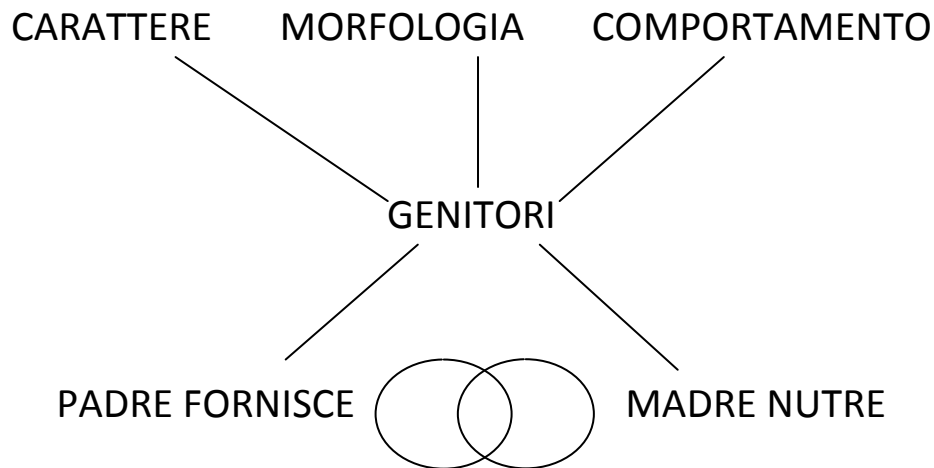 CARATTERE MORFOLOGIA COMPORTAMENTO
GENITORI
PADRE FORNISCE MADRE NUTRE